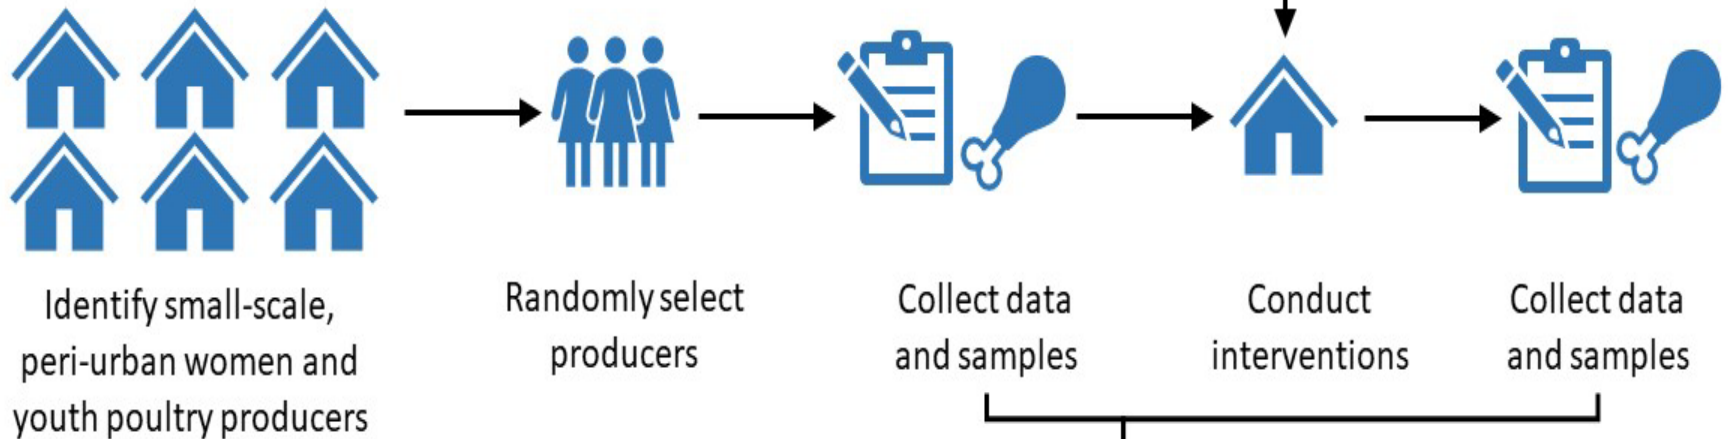 Identify small-scale,
peri-urban women and
youth poultry producers
Randomly select
producers
Collect data
and samples
Conduct
interventions
Collect data
and samples